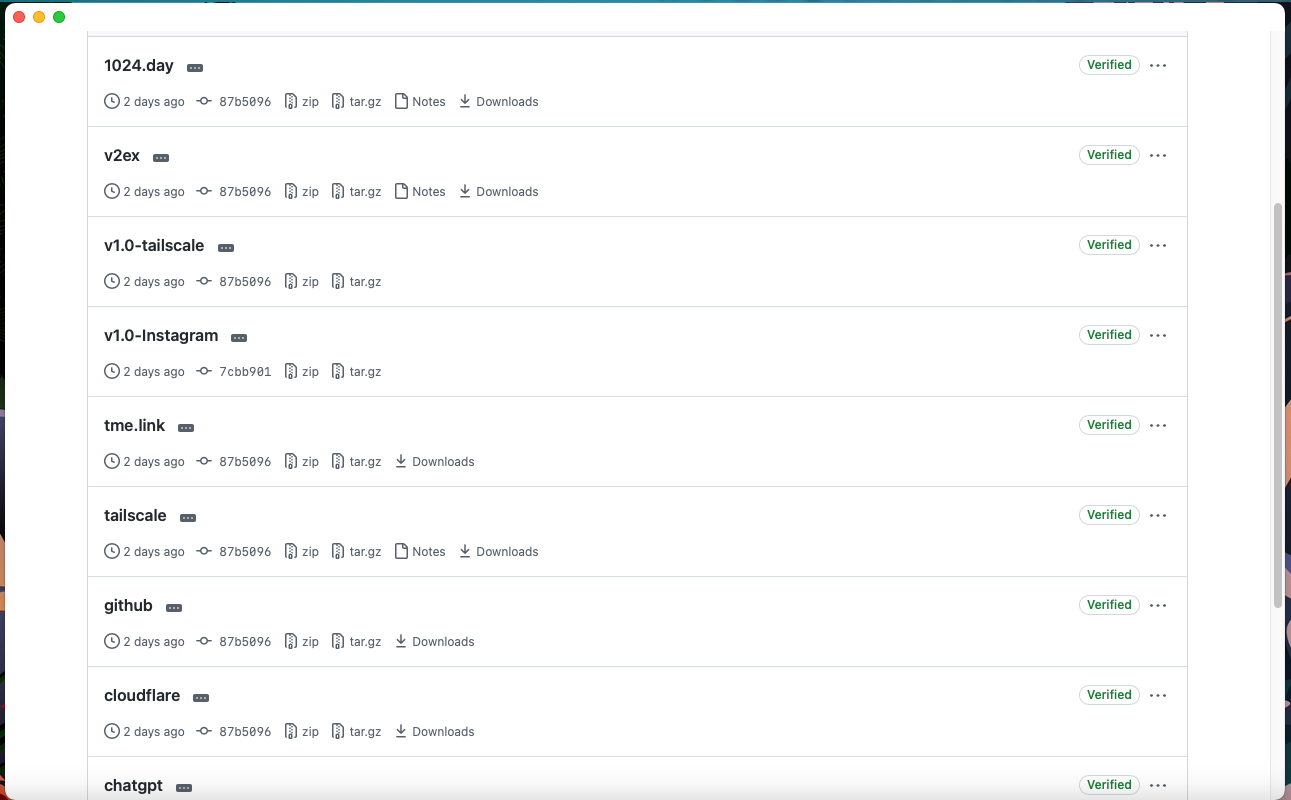 1024.day
Verified
2 days ago 87b5096 zip tar.gz Notes Downloads
v2ex
Verified
2 days ago 87b5096 zip tar.gz Notes Downloads
v1.0-tailscale
Verified
2 days ago 87b5096 zip tar.gz
v1.0-Instagram
Verified
2 days ago 7cbb901 zip tar.gz
tme.link
Verified
2 days ago 87b5096 zip tar.gz Downloads
tailscale
Verified
2 days ago 87b5096 zip tar.gz Notes Downloads
github
Verified
2 days ago 87b5096 zip tar.gz Downloads
cloudflare
Verified
2 days ago 87b5096 zip tar.gz Downloads
chatgpt
Verified